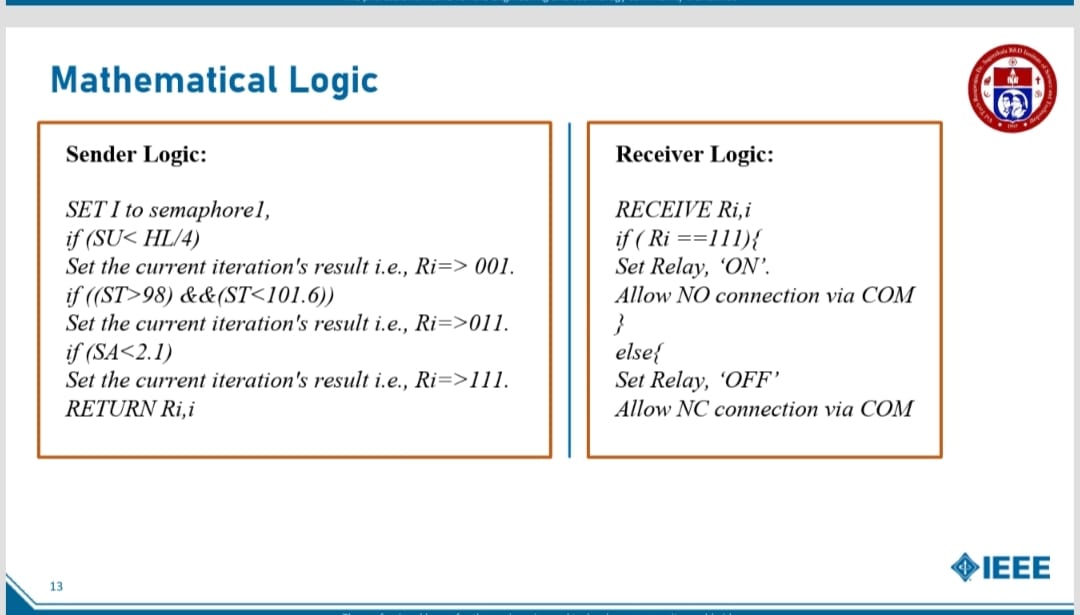 Mathematical Logic
Sender Logic:
SET I to semaphore1,
if (SU< HL/4)
Set the current iteration's result i.e., Ri=> 001.
if ((ST>98) &&(ST<101.6))
Set the current iteration's result i.e., Ri=>011.
if (SA<2.1)
Set the current iteration's result i.e., Ri=>111.
RETURN Ri,i
Receiver Logic:
RECEIVE Ri,i
if ( Ri ==111){
Set Relay, ‘ON’.
Allow NO connection via COM
}
else{
Set Relay, ‘OFF’
Allow NC connection via COM
13
IEEE